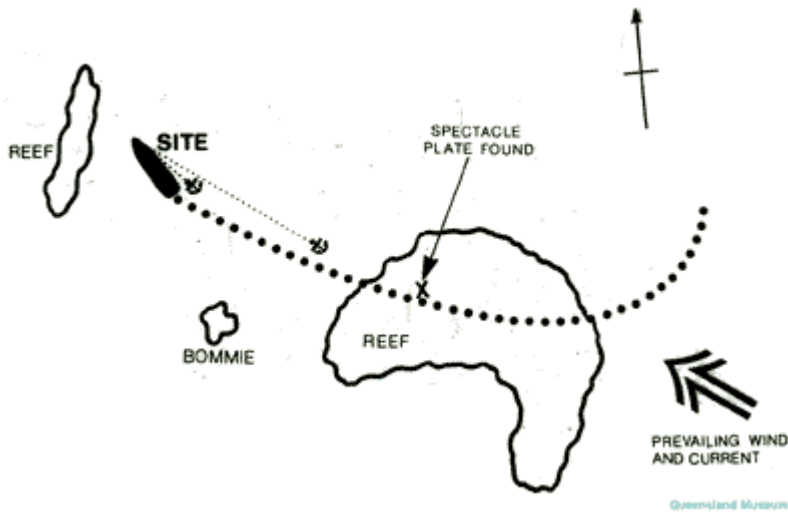 SITE
REEF
SPECTACLE
PLATE FOUND
X
REEF
BOMMIE
PREVAILING WIND
AND CURRENT
Queensland Museum